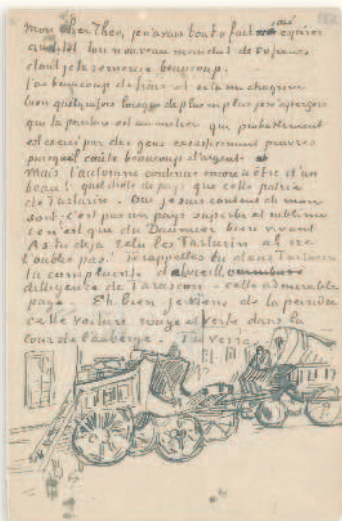 Mon cher Theo, je n'avais tout à fait osé espérer
aussitôt ton nouveau mandat de 50 francs
dont je te remercie beaucoup.
J'ai beaucoup de frais et cela me chagrine
bien quelquefois lorsque de plus en plus je m'aperçois
que la peinture est un métier qui probablement
est exercé par des gens excessivement pauvres
puisqu'il coûte beaucoup d'argent
Mais l'automne continue encore à être d'un
beau! quel drôle de pays que cette patrie
de Tartarin. Oui je suis content de mon
sort. c'est pas un pays superbe et sublime
ce n'est que du Daumier bien vivant
As tu déjà relu les Tartarin ah ne
l'oublie pas! Te rappelles tu dans Tartarin
la complainte de la vieille
diligence de Tarascon - cette admirable
page. Eh bien je viens de la peindre
cette voiture rouge et verte dans la
cour de l'auberge. Tu verras